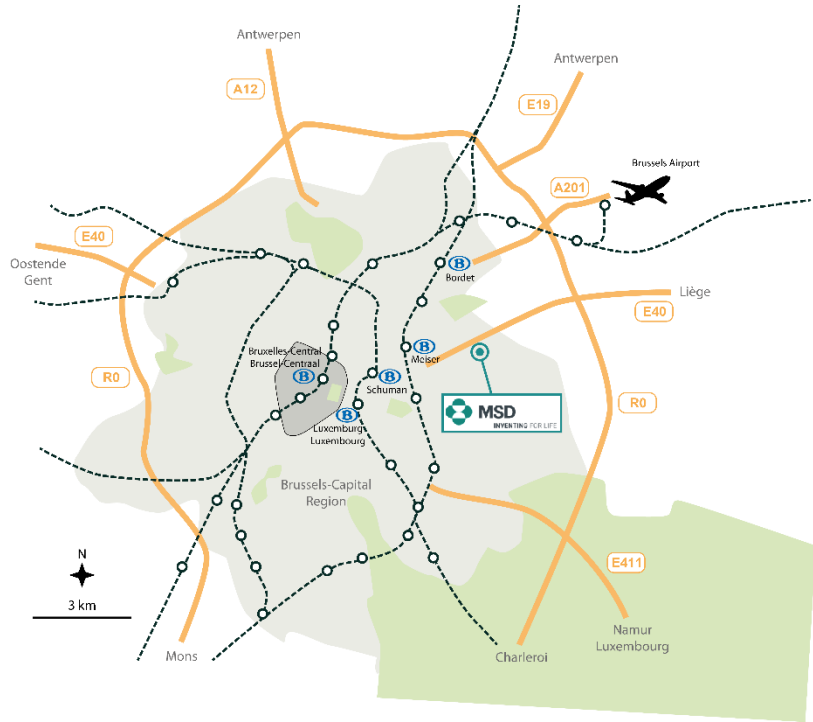 Antwerpen
Antwerpen
A12
E19
Brussels Airport
A201
E40
Oostende
Gent
B
Bordet
Liège
E40
Bruxelles-Central
Brussel-Centraal
B
B
Meiser
B
Schuman
R0
MSD
INVENTING FOR LIFE
R0
B
Luxemburg
Luxembourg
Brussels-Capital
Region
N
3 km
E411
Mons
Charleroi
Namur
Luxembourg